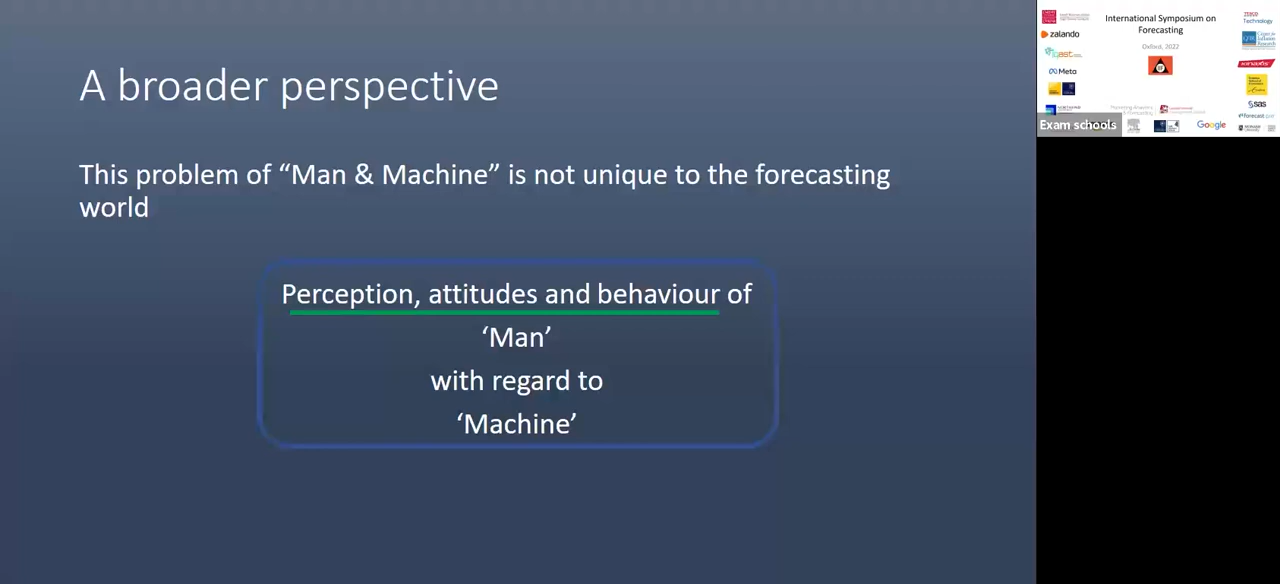 A broader perspective
This problem of “Man & Machine” is not unique to the forecasting
world
Perception, attitudes and behaviour of
‘Man’
with regard to
‘Machine’
International Symposium on
Forecasting
Oxford, 2022
zalando
Meta
Technology
sas
Google
Exam schools